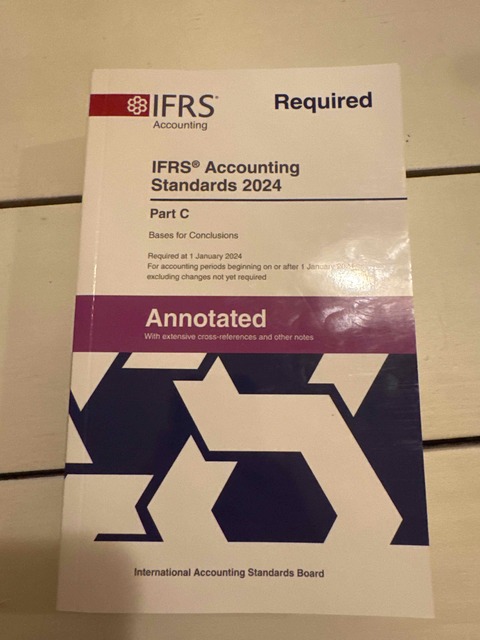 IFRS®
Required
Accounting
IFRS® Accounting
Standards 2024
Part C
Bases for Conclusions
Required at 1 January 2024
For accounting periods beginning on or after 1 January
excluding changes not yet required
Annotated
With extensive cross-references and other notes
International Accounting Standards Board